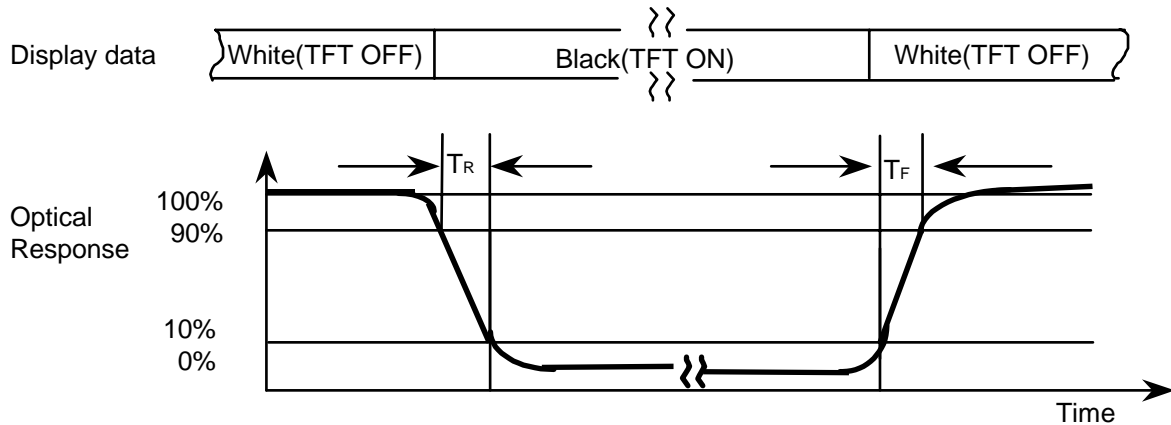 Display data
White(TFT OFF)
Black(TFT ON)
White(TFT OFF)
TR
TF
Optical
Response
100%
90%
10%
0%
Time